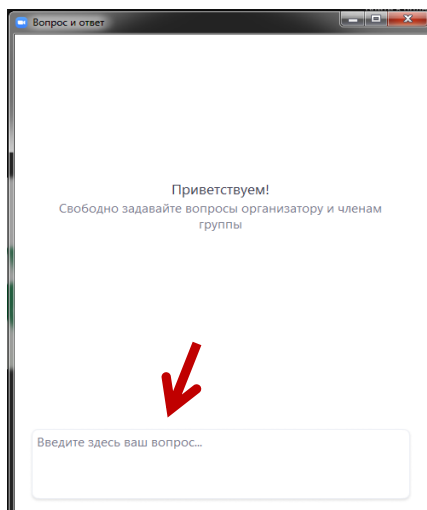 Вопрос и ответ
Приветствуем!
Свободно задавайте вопросы организатору и членам
группы
Введите здесь ваш вопрос...